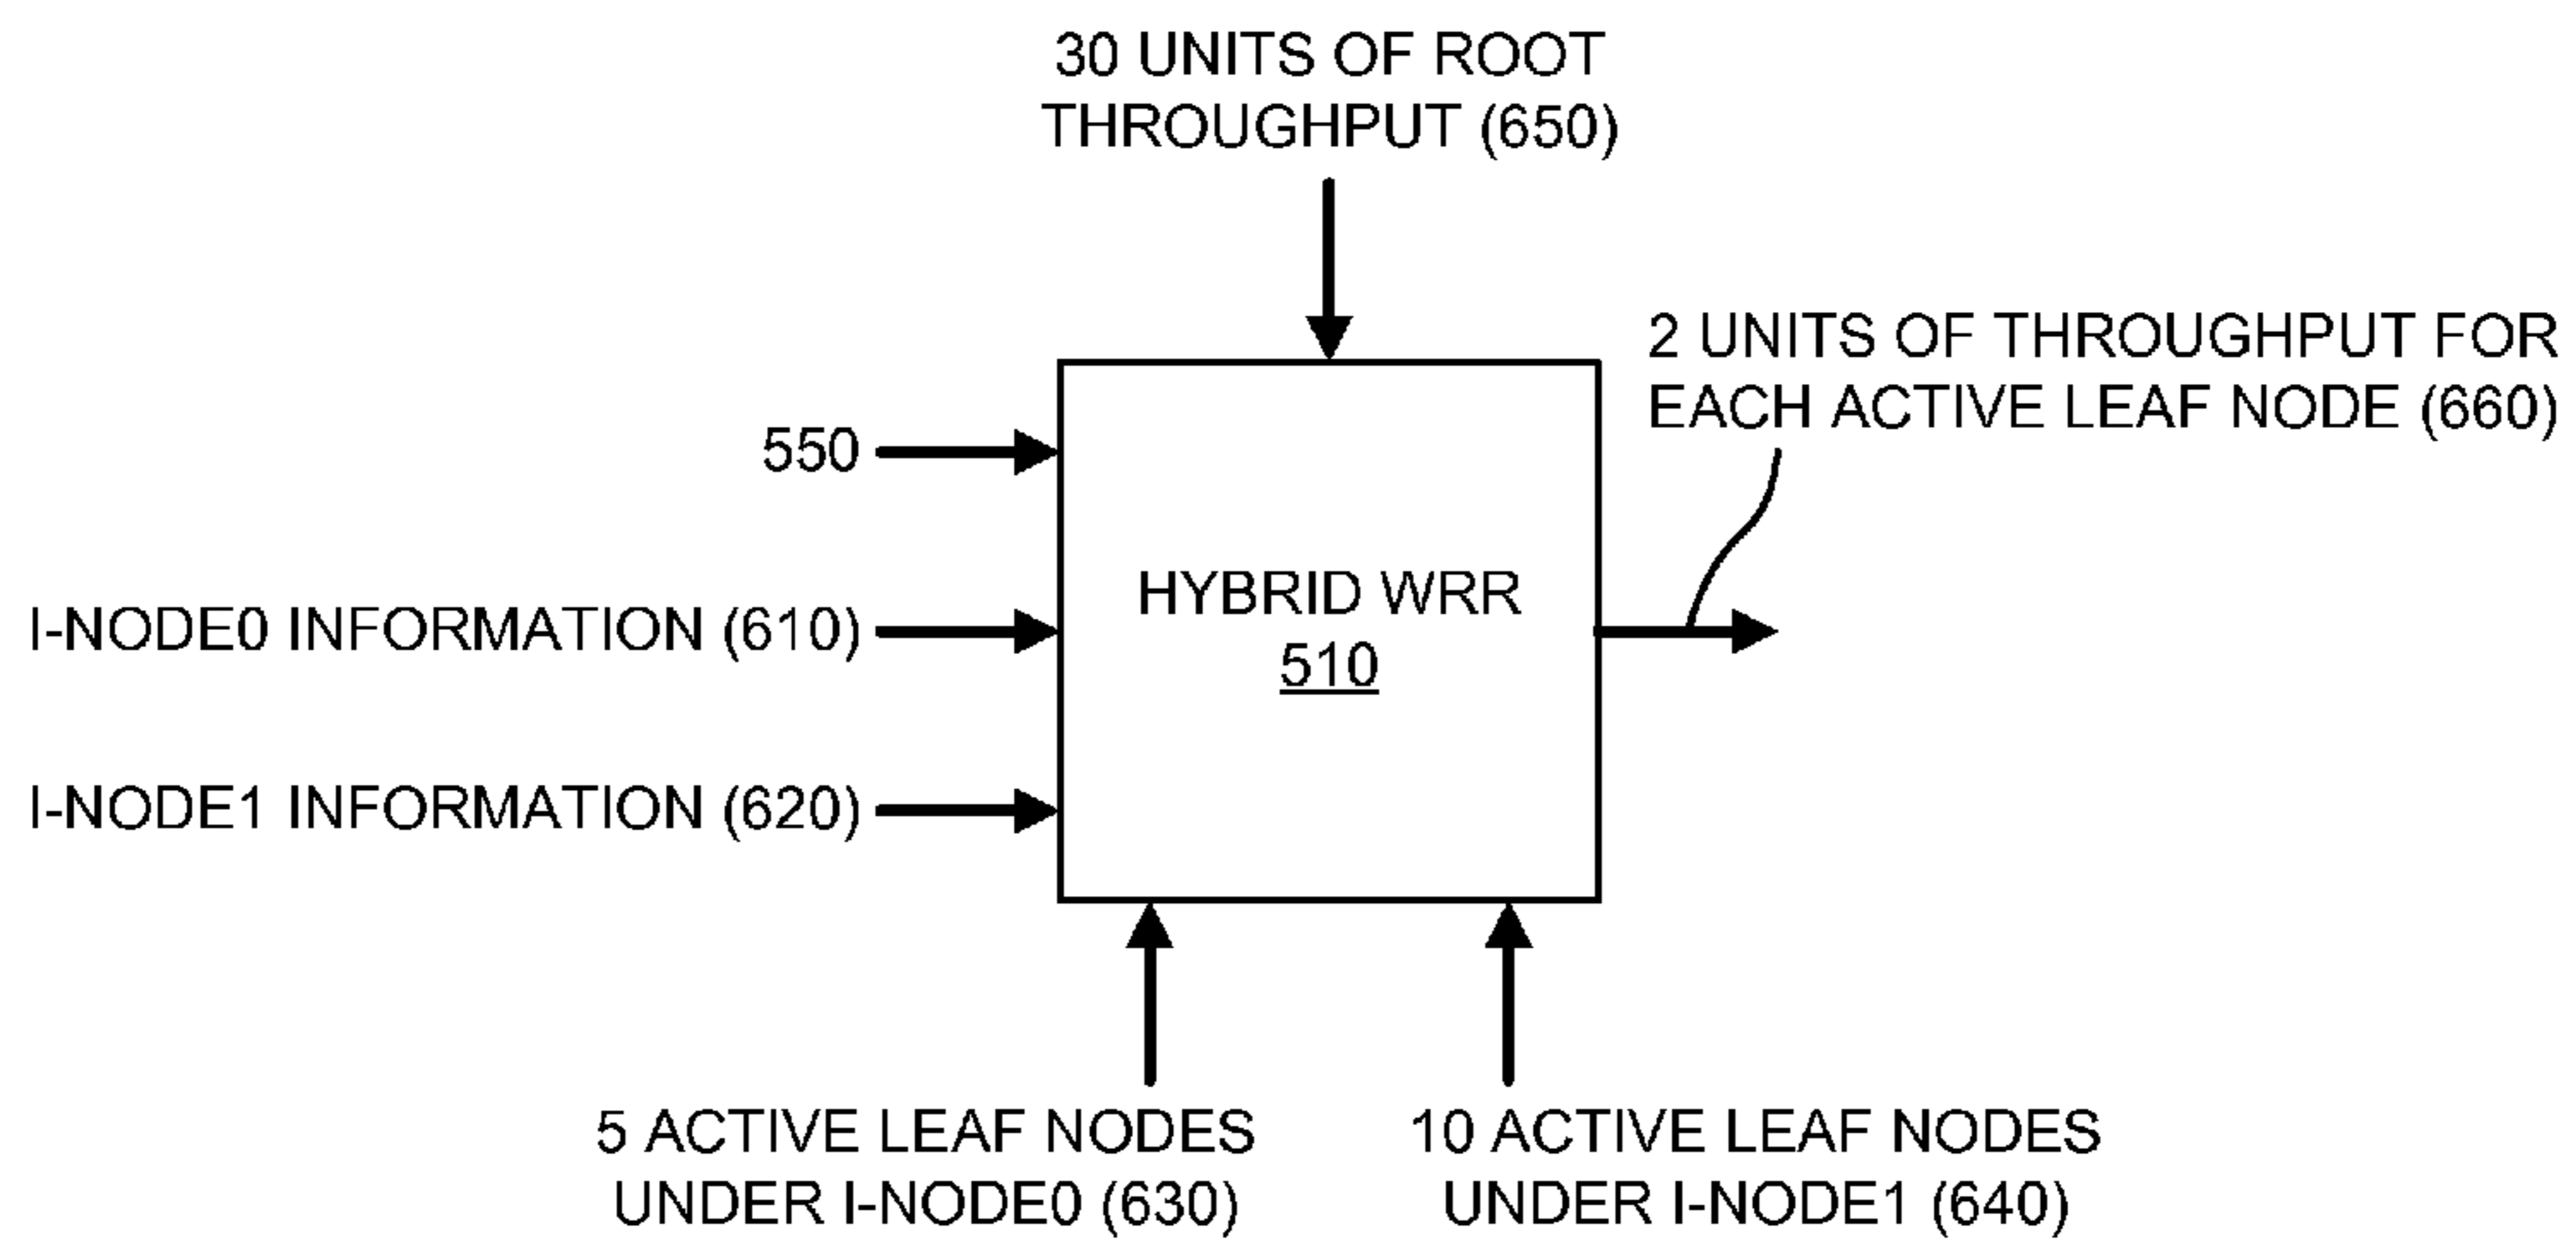 30 UNITS OF ROOT
THROUGHPUT (650)
2 UNITS OF THROUGHPUT FOR
EACH ACTIVE LEAF NODE (660)
550
HYBRID WRR
510
I-NODE0 INFORMATION (610)
I-NODE1 INFORMATION (620)
5 ACTIVE LEAF NODES
UNDER I-NODE0 (630)
10 ACTIVE LEAF NODES
UNDER I-NODE1 (640)